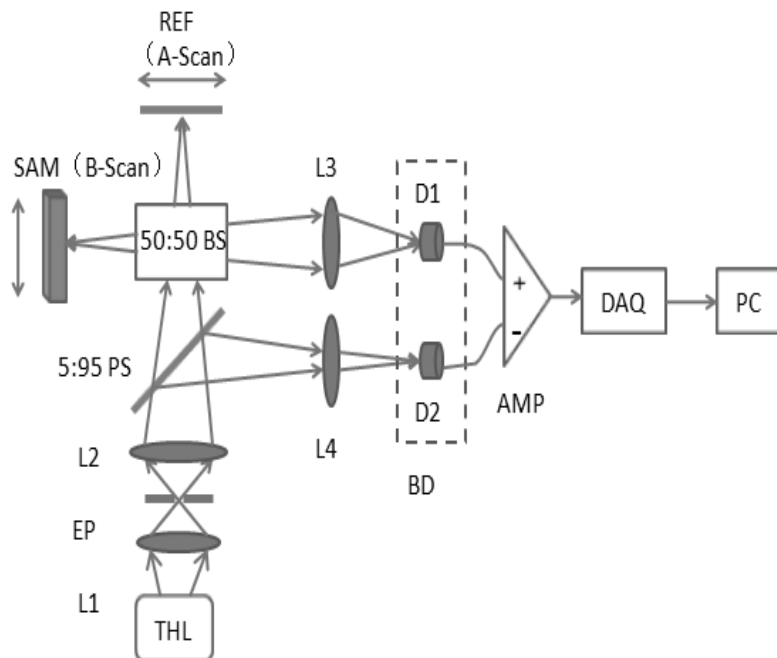 REF
（A-Scan）
SAM（B-Scan）
L3
D1
50:50 BS
+
DAQ
PC
-
5:95 PS
D2
AMP
L4
L2
BD
EP
L1
THL